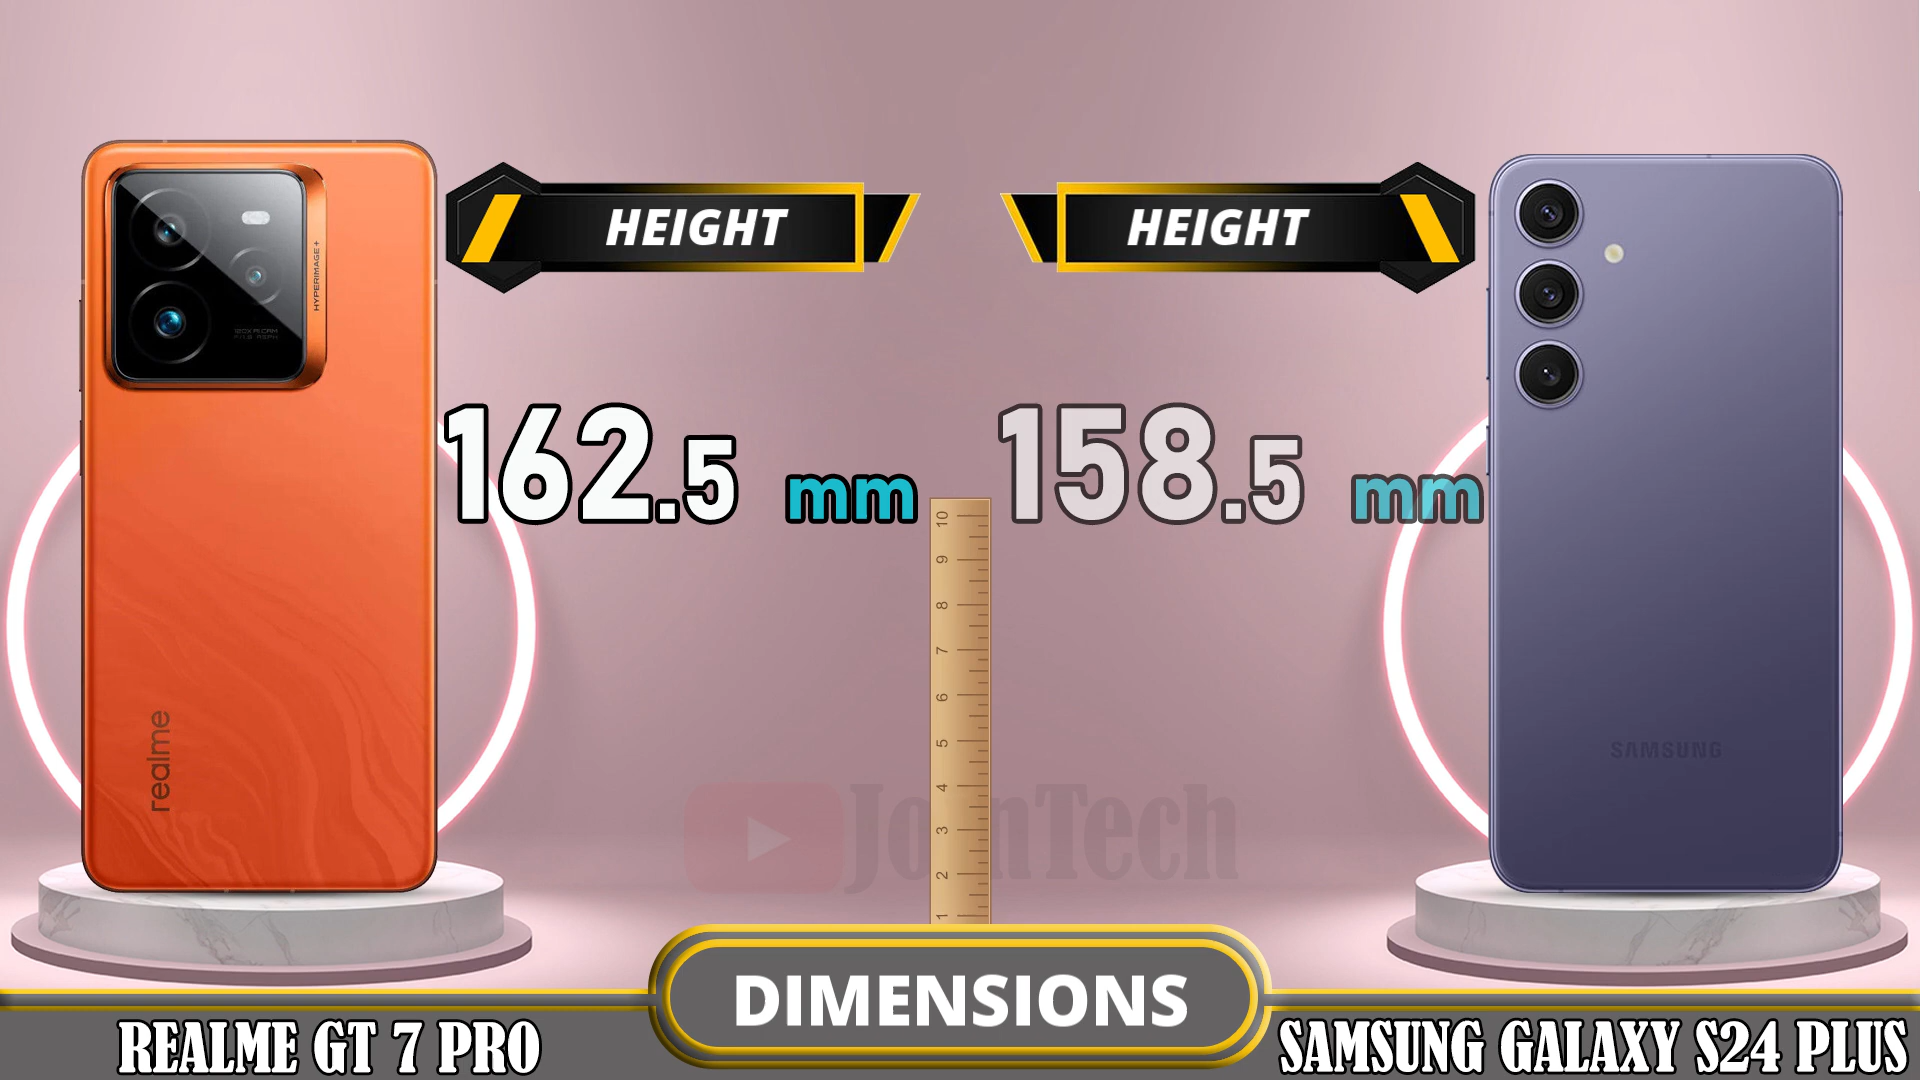 HEIGHT
HEIGHT
HYPERIMAGE+
162.5 mm
158.5 mm
10
9
8
7
6
5
4
3
2
1
realme
SAMSUNG
DIMENSIONS
REALME GT 7 PRO
SAMSUNG GALAXY S24 PLUS